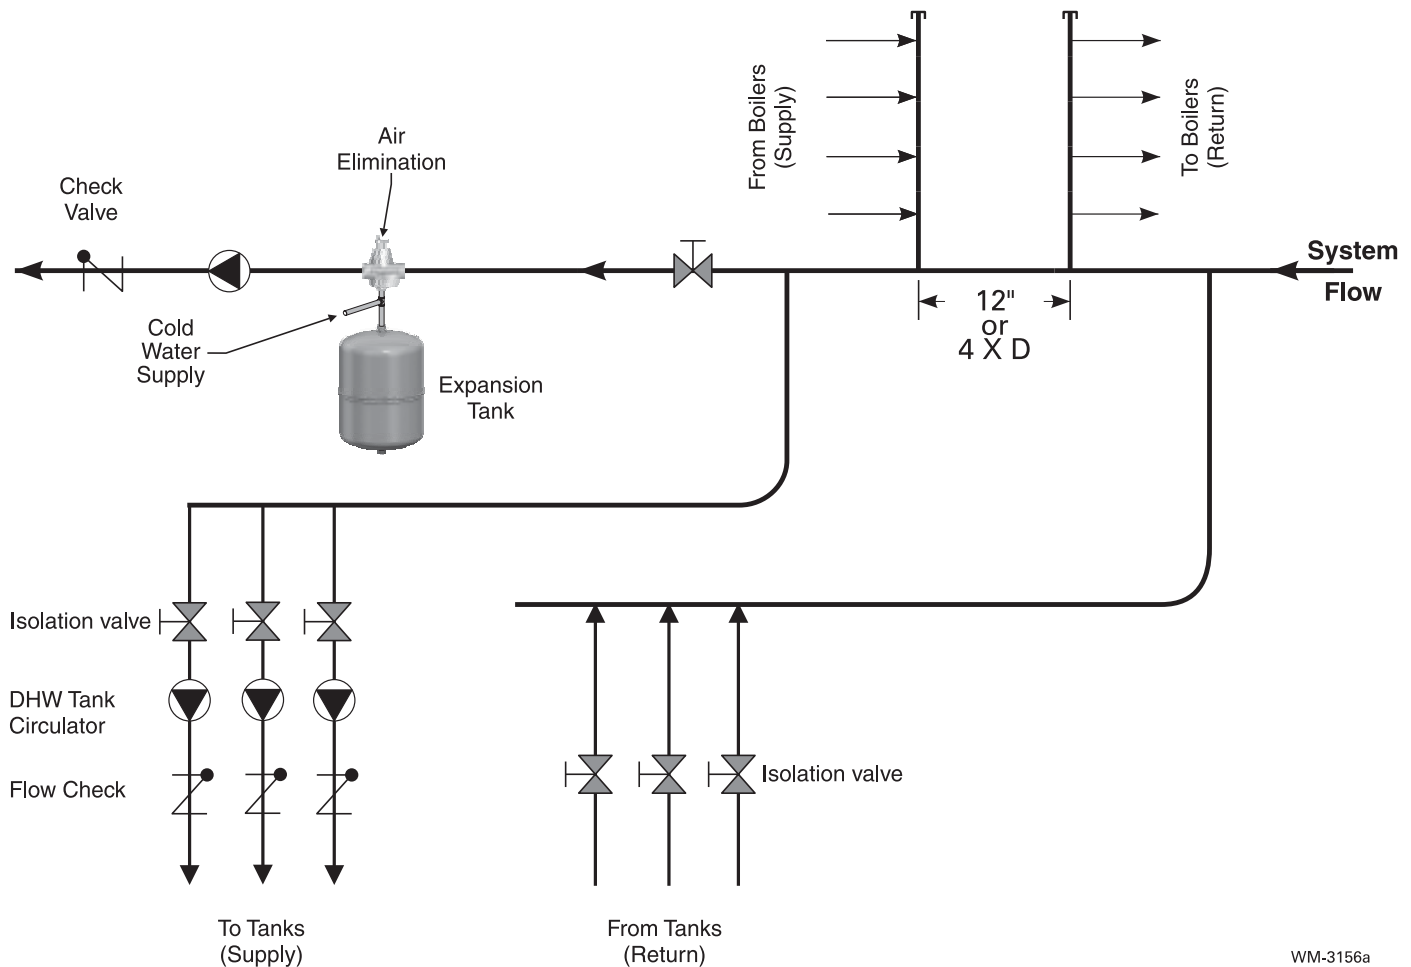 From Boilers
(Supply)
To Boilers
(Return)
Air
Elimination
Check
Valve
System
Flow
12"
or
4 X D
Cold
Water
Supply
Expansion
Tank
Isolation valve
DHW Tank
Circulator
Flow Check
Isolation valve
To Tanks
(Supply)
From Tanks
(Return)
WM-3156a